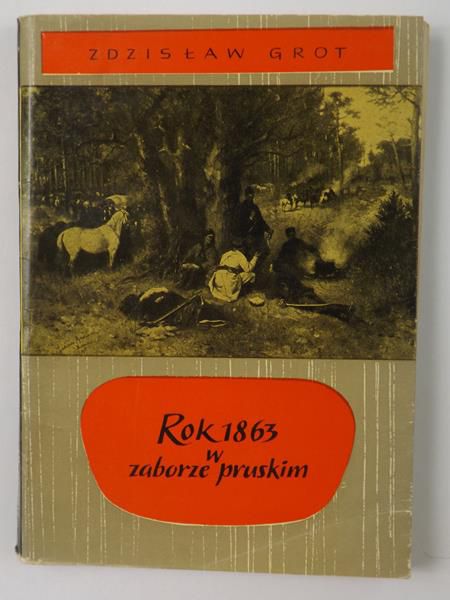 ZDZISŁAW GROT
Rok 1863
w
zaborze pruskim